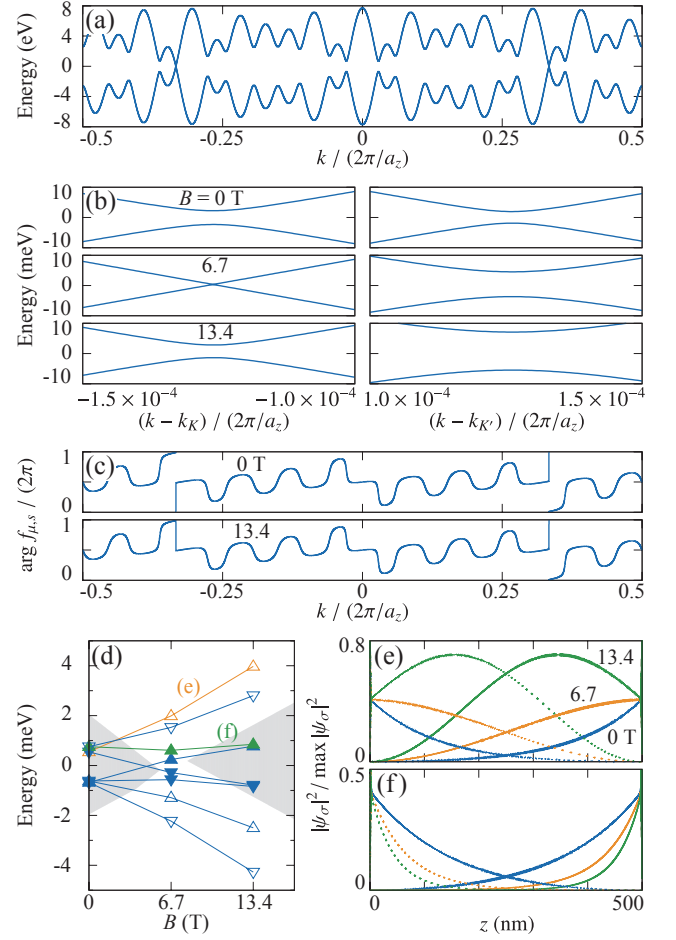 (a)
Energy (eV)
8
4
0
-4
-8
-0.5
-0.25
0
0.25
0.5
k / (2π/a_z)
(b)
B = 0 T
6.7
13.4
Energy (meV)
10
0
-10
10
0
-10
10
0
-10
−1.5 × 10⁻⁴
−1.0 × 10⁻⁴
1.0 × 10⁻⁴
1.5 × 10⁻⁴
(k − k_K) / (2π/a_z)
(k − k_K′) / (2π/a_z)
(c)
0 T
13.4
arg f_μ,s / (2π)
1
0
1
0
-0.5
-0.25
0
0.25
0.5
k / (2π/a_z)
(d)
(e)
(f)
Energy (meV)
4
2
0
-2
-4
0
6.7
13.4
B (T)
(e)
13.4
6.7
0 T
0.8
0
|ψ_σ|² / max |ψ_σ|²
(f)
0.5
0
0
500
z (nm)